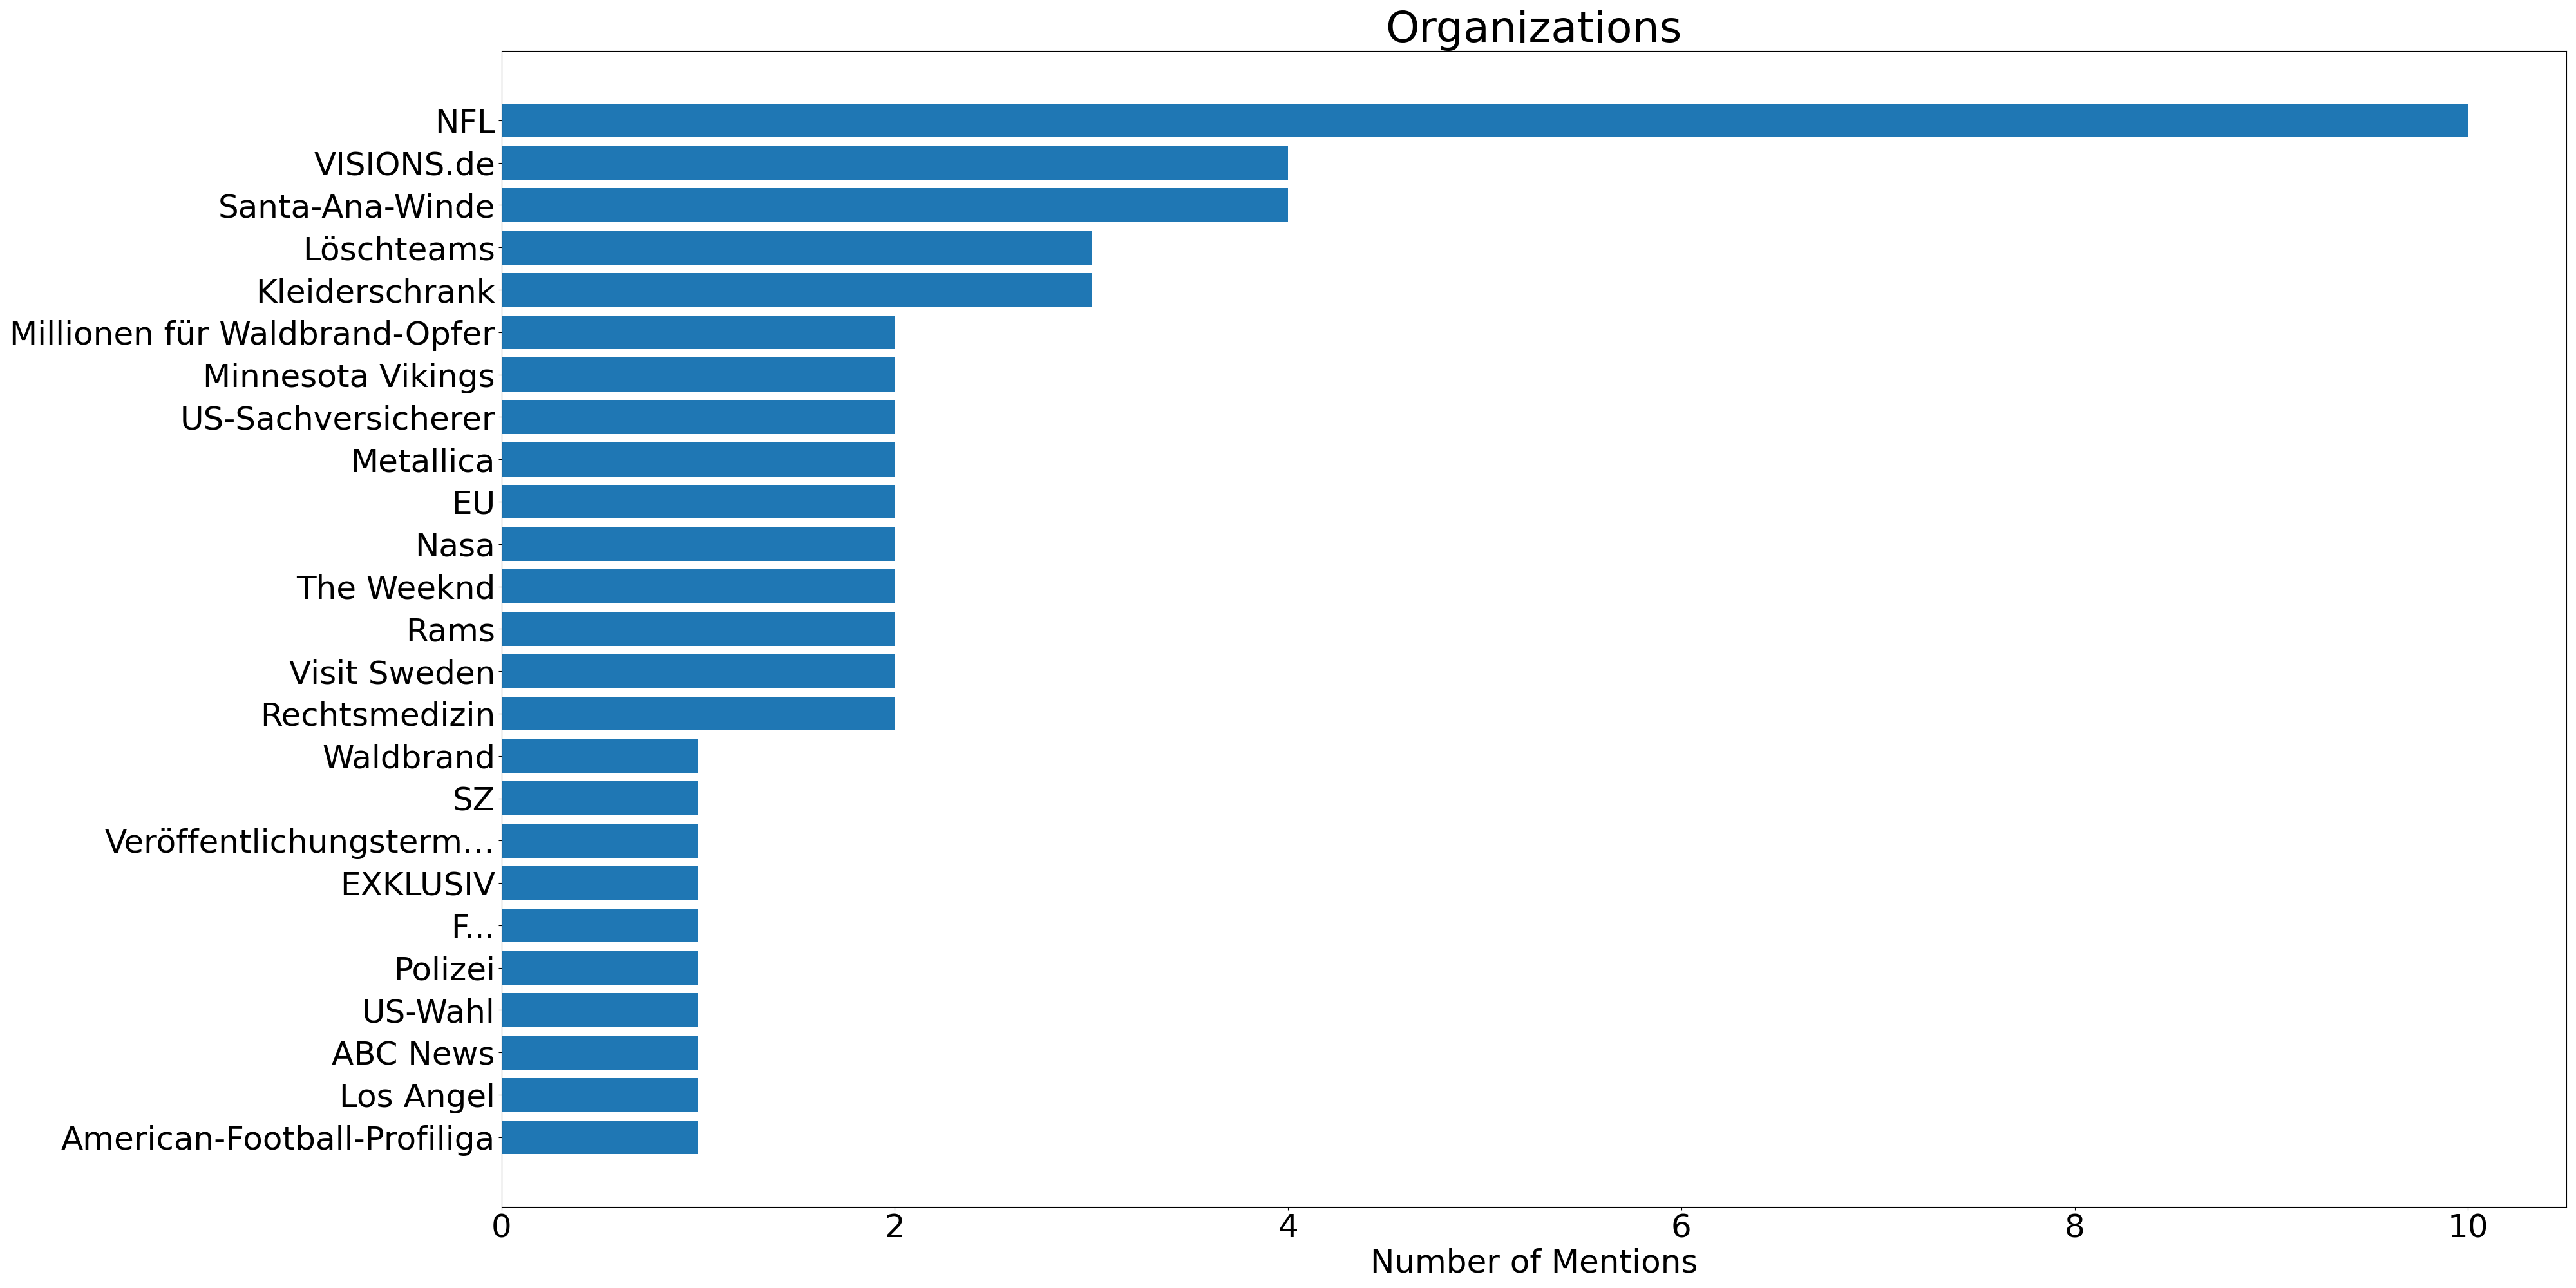 Organizations
NFL
VISIONS.de
Santa-Ana-Winde
Löschteams
Kleiderschrank
Millionen für Waldbrand-Opfer
Minnesota Vikings
US-Sachversicherer
Metallica
EU
Nasa
The Weeknd
Rams
Visit Sweden
Rechtsmedizin
Waldbrand
SZ
Veröffentlichungsterm...
EXKLUSIV
F...
Polizei
US-Wahl
ABC News
Los Angel
American-Football-Profiliga
0 2 4 6 8 10
Number of Mentions